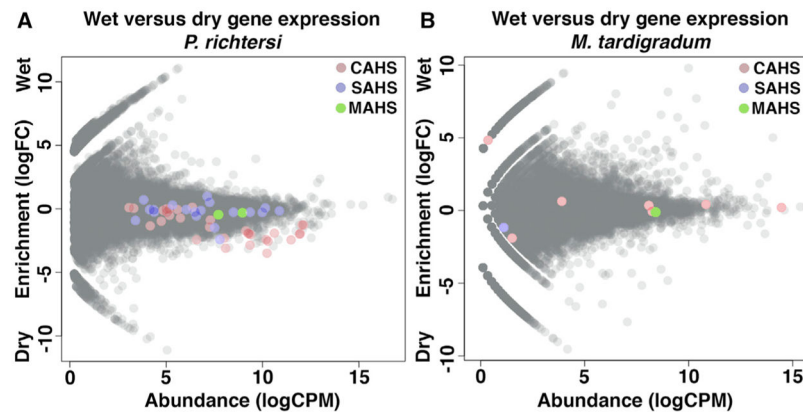 A
Wet versus dry gene expression
P. richtersi
Enrichment (logFC)
Wet
Dry
10
5
0
-5
-10
CAHS
SAHS
MAHS
0
5
10
15
Abundance (logCPM)
B
Wet versus dry gene expression
M. tardigradum
Enrichment (logFC)
Wet
Dry
10
5
0
-5
-10
CAHS
SAHS
MAHS
0
5
10
15
Abundance (logCPM)